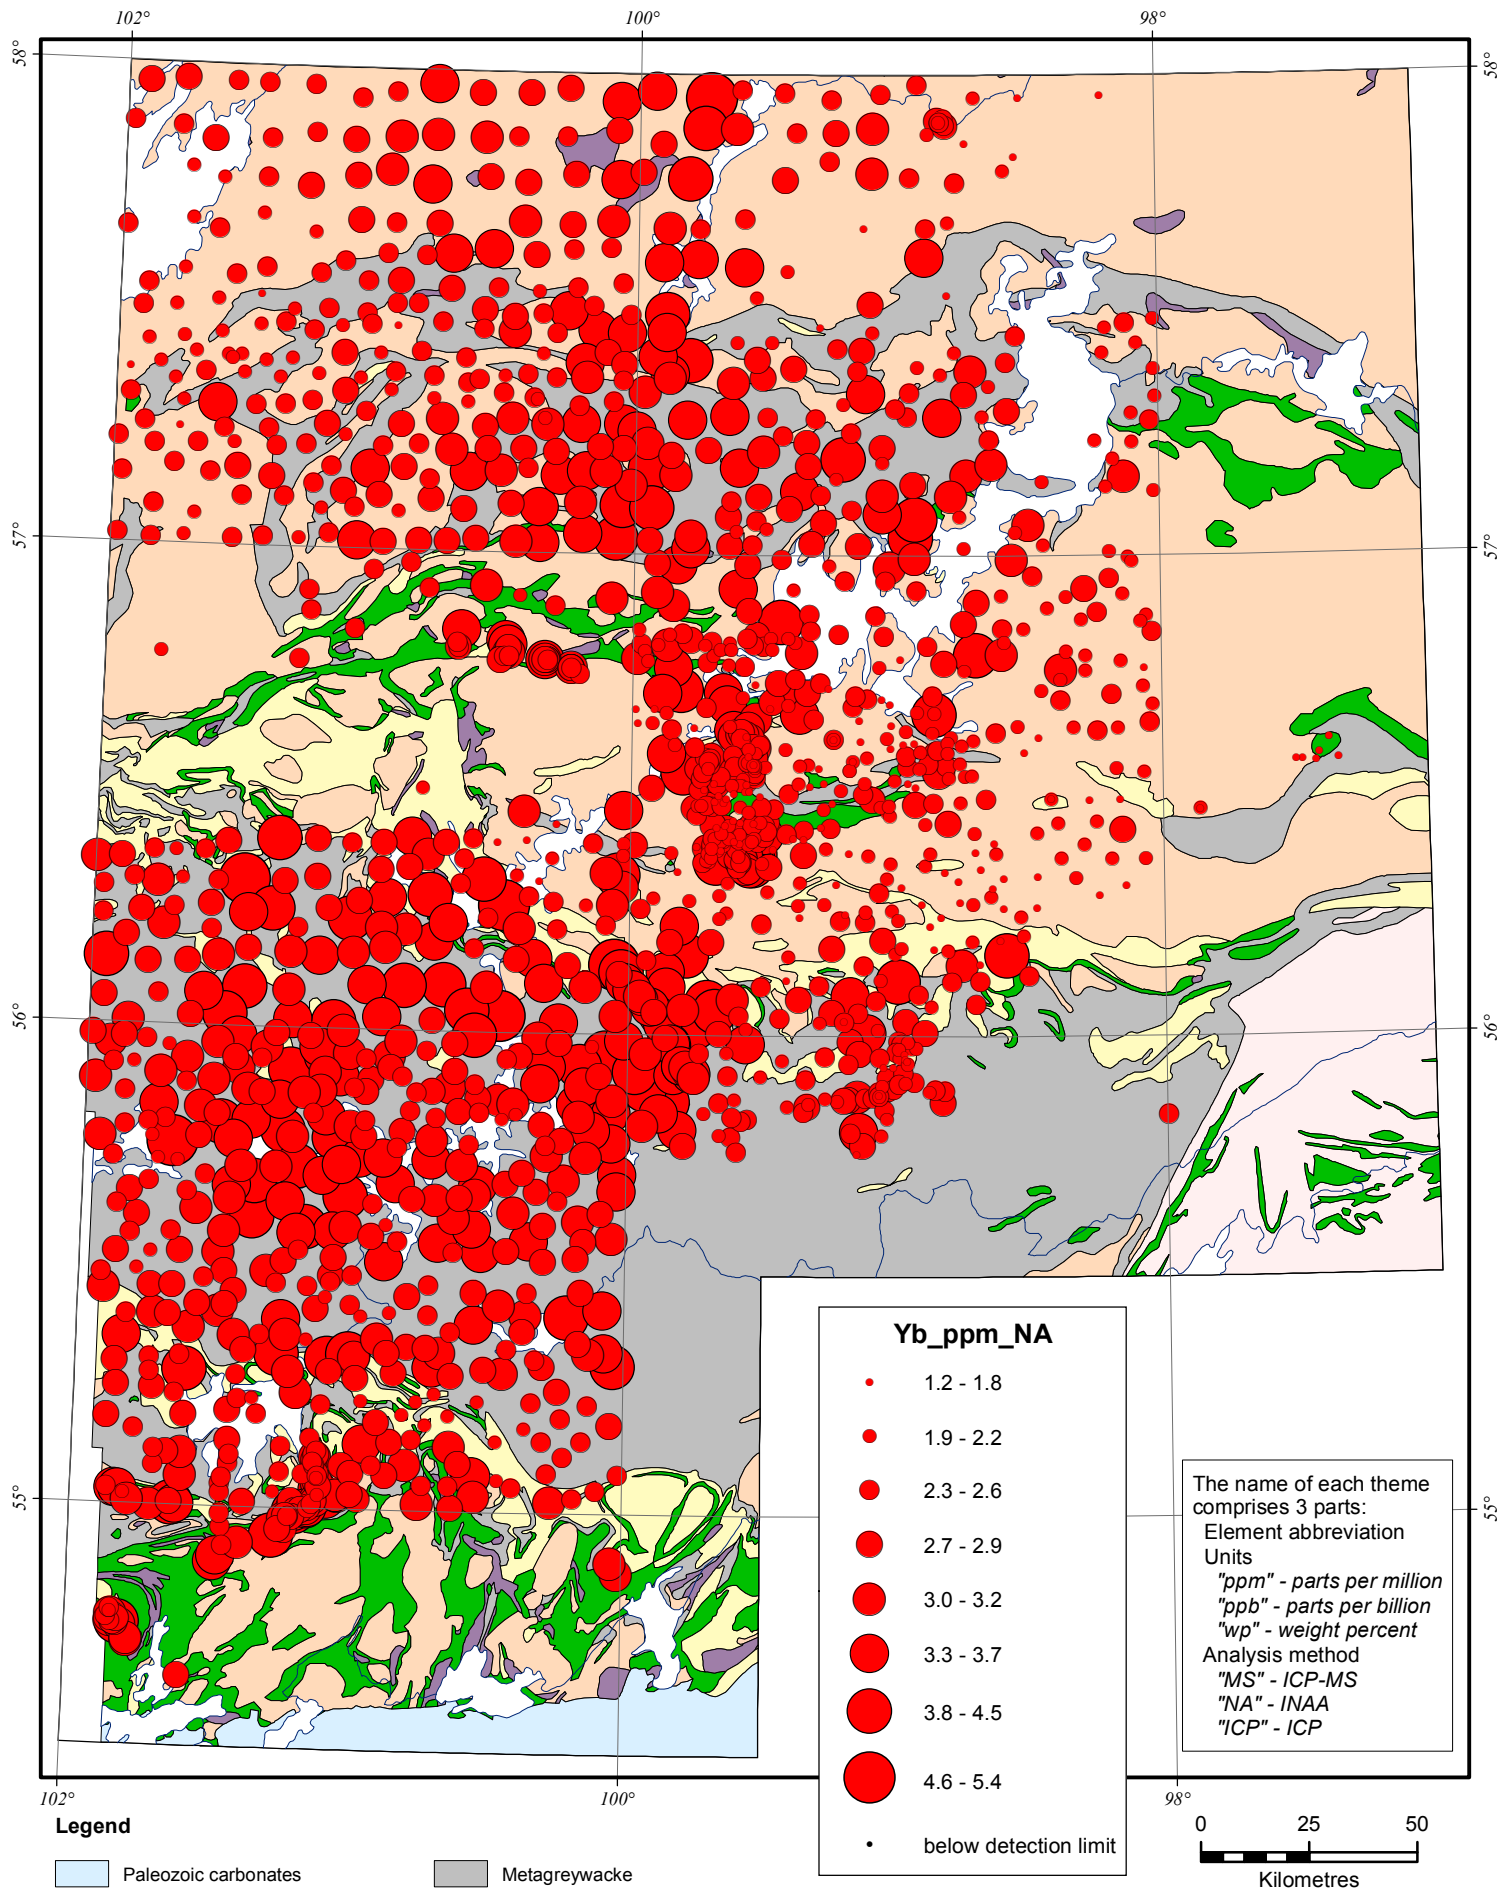 102°
100°
98°
58°
58°
57°
57°
56°
56°
55°
55°
Yb_ppm_NA
1.2 - 1.8
1.9 - 2.2
2.3 - 2.6
2.7 - 2.9
3.0 - 3.2
3.3 - 3.7
3.8 - 4.5
4.6 - 5.4
below detection limit
The name of each theme
comprises 3 parts:
Element abbreviation
Units
"ppm" - parts per million
"ppb" - parts per billion
"wp" - weight percent
Analysis method
"MS" - ICP-MS
"NA" - INAA
"ICP" - ICP
102°
100°
98°
Legend
Paleozoic carbonates
Metagreywacke
0 25 50
Kilometres